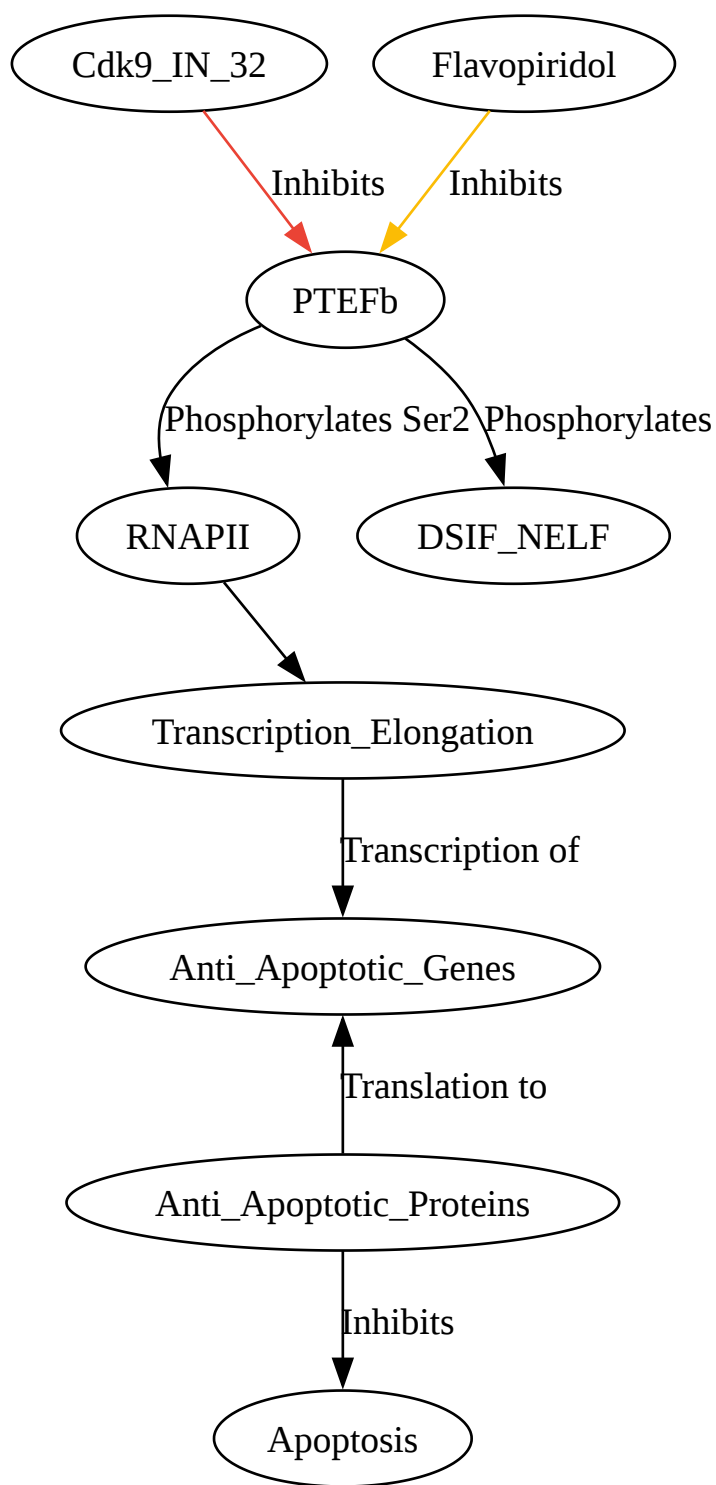 Cdk9_IN_32
Flavopiridol
Inhibits
Inhibits
PTEFb
Phosphorylates Ser2
Phosphorylates
RNAPII
DSIF_NELF
Transcription_Elongation
Transcription of
Anti_Apoptotic_Genes
Translation to
Anti_Apoptotic_Proteins
Inhibits
Apoptosis